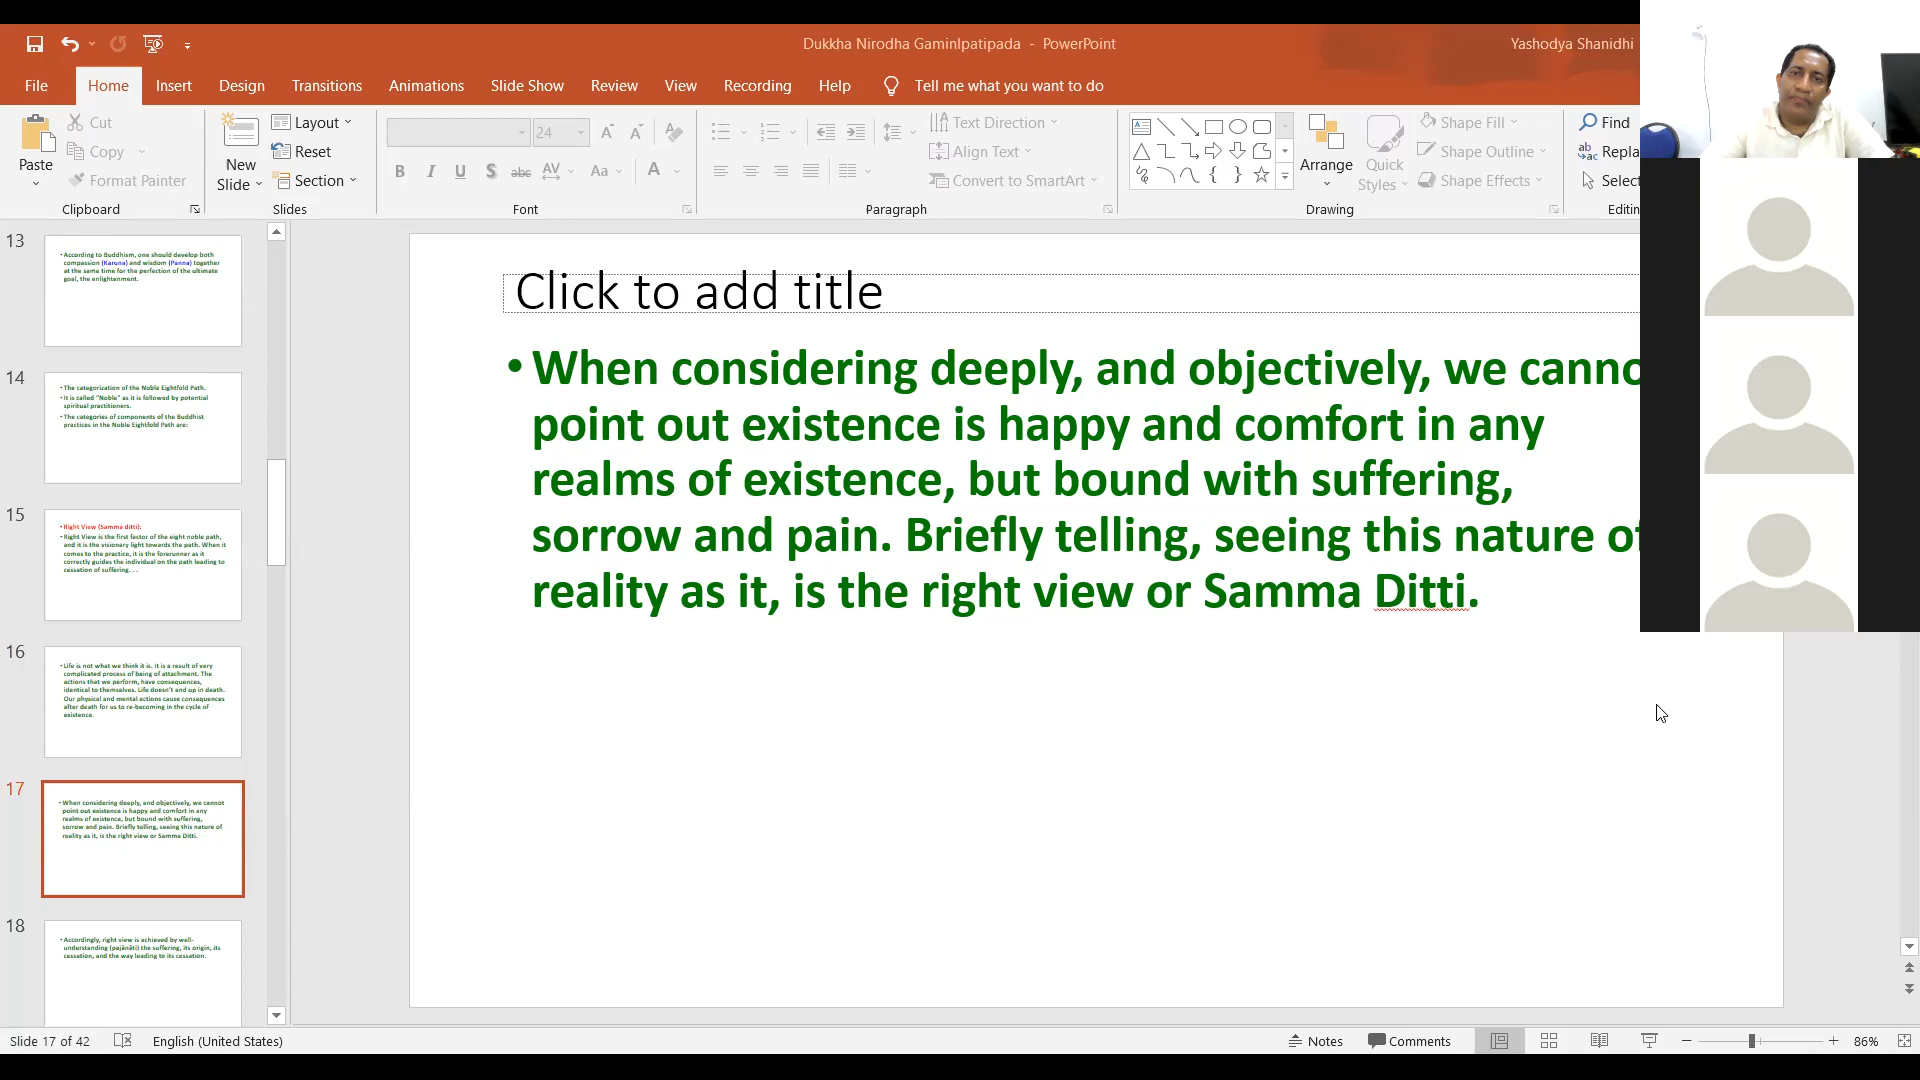 Dukkha Nirodha GaminIpatipada - PowerPoint
Yashodya Shanidhi
File Home Insert Design Transitions Animations Slide Show Review View Recording Help Tell me what you want to do
Paste
Cut
Copy
Format Painter
Clipboard
New Slide
Layout
Reset
Section
Slides
24
B I U S abc AV Aa A
Font
Text Direction
Align Text
Convert to SmartArt
Paragraph
Arrange
Quick Styles
Shape Fill
Shape Outline
Shape Effects
Drawing
Find
Repla
Select
Editin
13
• According to Buddhism, one should develop both
compassion (Karuna) and wisdom (Panna) together
at the same time for the perfection of the ultimate
goal, the enlightenment.
14
• The categorization of the Noble Eightfold Path.
• It is called "Noble" as it is followed by potential
spiritual practitioners.
• The categories of components of the Buddhist
practices in the Noble Eightfold Path are:
15
• Right View (Samma ditti):
• Right View is the first factor of the eight noble path,
and it is the visionary light towards the path. When it
comes to the practice, it is the forerunner as it
correctly guides the individual on the path leading to
cessation of suffering. . .
16
• Life is not what we think it is. It is a result of very
complicated process of being of attachment. The
actions that we perform, have consequences,
identical to themselves. Life doesn't end up in death.
Our physical and mental actions cause consequences
after death for us to re-becoming in the cycle of
existence.
17
• When considering deeply, and objectively, we cannot
point out existence is happy and comfort in any
realms of existence, but bound with suffering,
sorrow and pain. Briefly telling, seeing this nature of
reality as it, is the right view or Samma Ditti.
18
• Accordingly, right view is achieved by well-
understanding (pajānāti) the suffering, its origin, its
cessation, and the way leading to its cessation.
Click to add title
• When considering deeply, and objectively, we canno
point out existence is happy and comfort in any
realms of existence, but bound with suffering,
sorrow and pain. Briefly telling, seeing this nature of
reality as it, is the right view or Samma Ditti.
Slide 17 of 42 English (United States) Notes Comments 86%